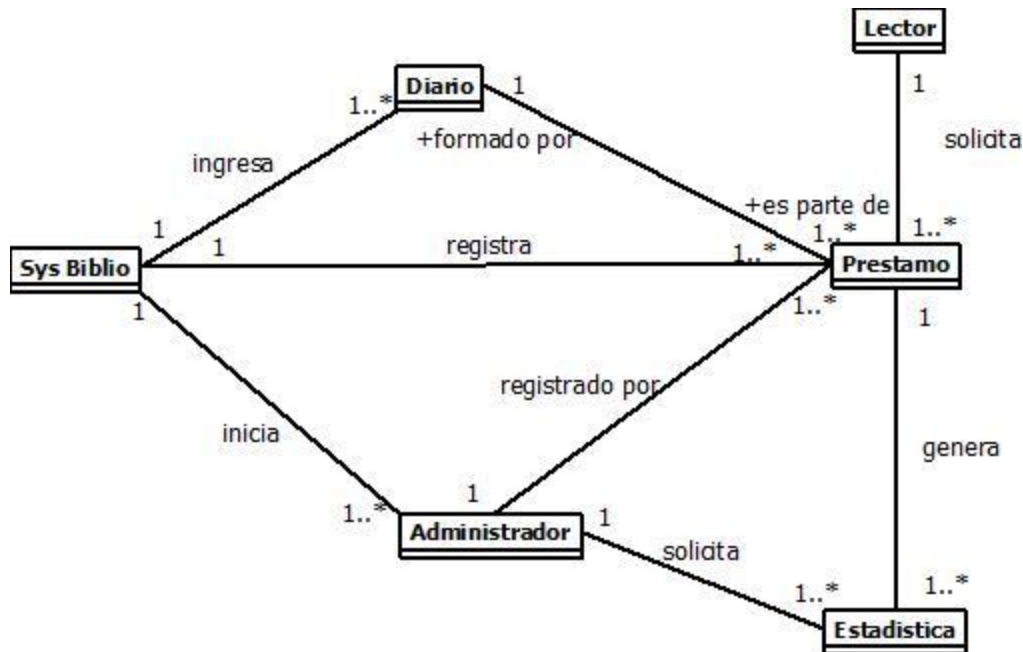 Lector
1
Diario
1
1..*
+formado por
solicita
ingresa
+es parte de
1
1
registra
1..*
1..*
1..*
Sys Biblio
Prestamo
1
1..*
1
registrado por
inicia
genera
1
1..*
Administrador
1
solicita
1..*
1..*
Estadistica